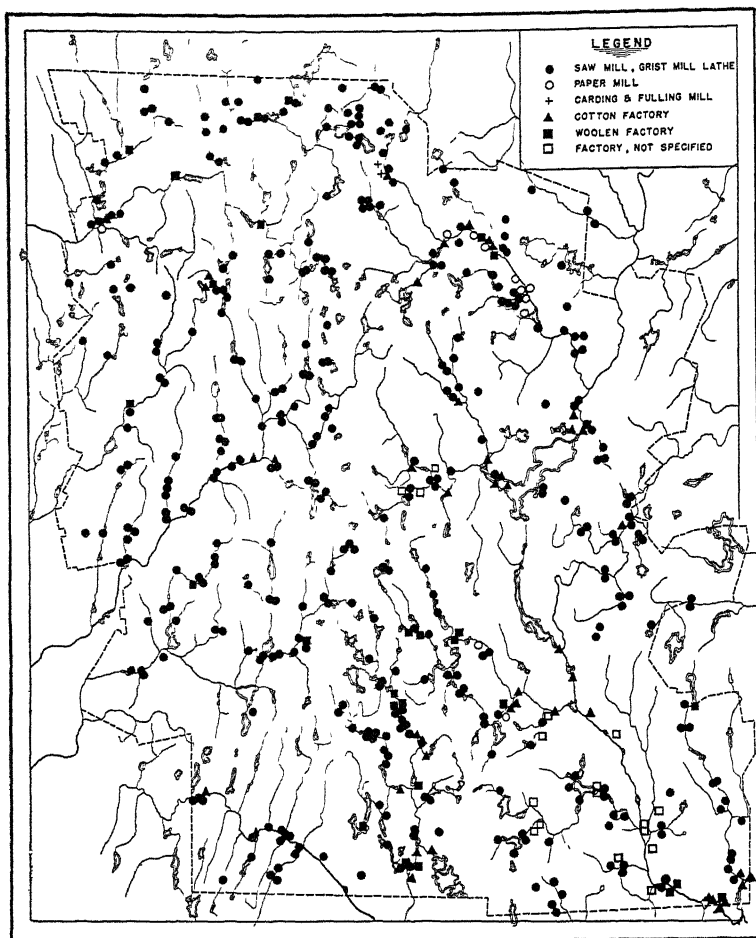 LEGEND
SAW MILL, GRIST MILL LATHE
PAPER MILL
CARDING & FULLING MILL
COTTON FACTORY
WOOLEN FACTORY
FACTORY, NOT SPECIFIED